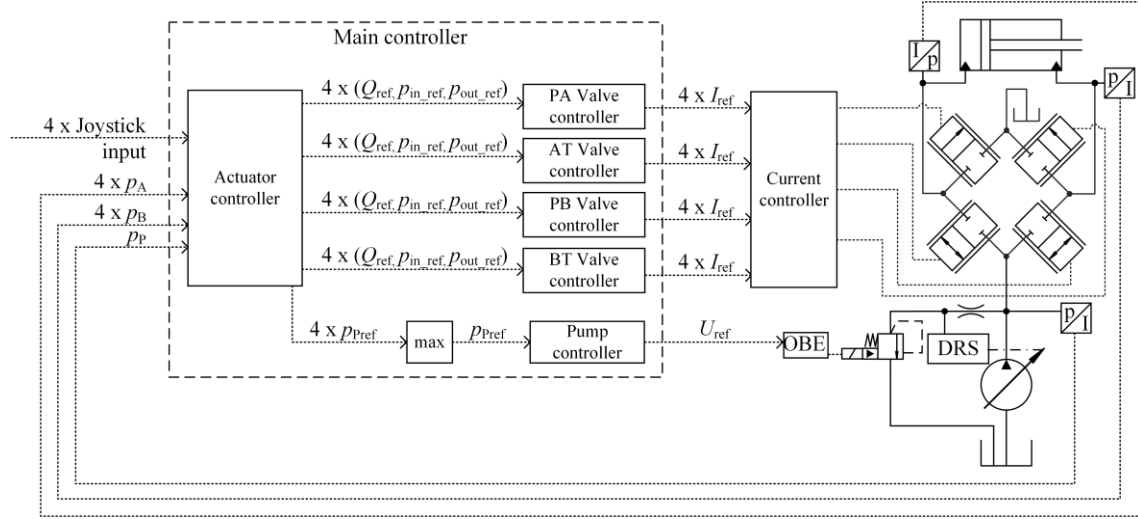 Main controller
4 x Joystick
input
4 x pA
4 x pB
pP
Actuator
controller
4 x (Qref, pin_ref, pout_ref)
4 x (Qref, pin_ref, pout_ref)
4 x (Qref, pin_ref, pout_ref)
4 x (Qref, pin_ref, pout_ref)
PA Valve
controller
AT Valve
controller
PB Valve
controller
BT Valve
controller
4 x Iref
4 x Iref
4 x Iref
4 x Iref
Current
controller
4 x pPref
max
pPref
Pump
controller
Uref
OBE
DRS
I
p
p
I
p
I